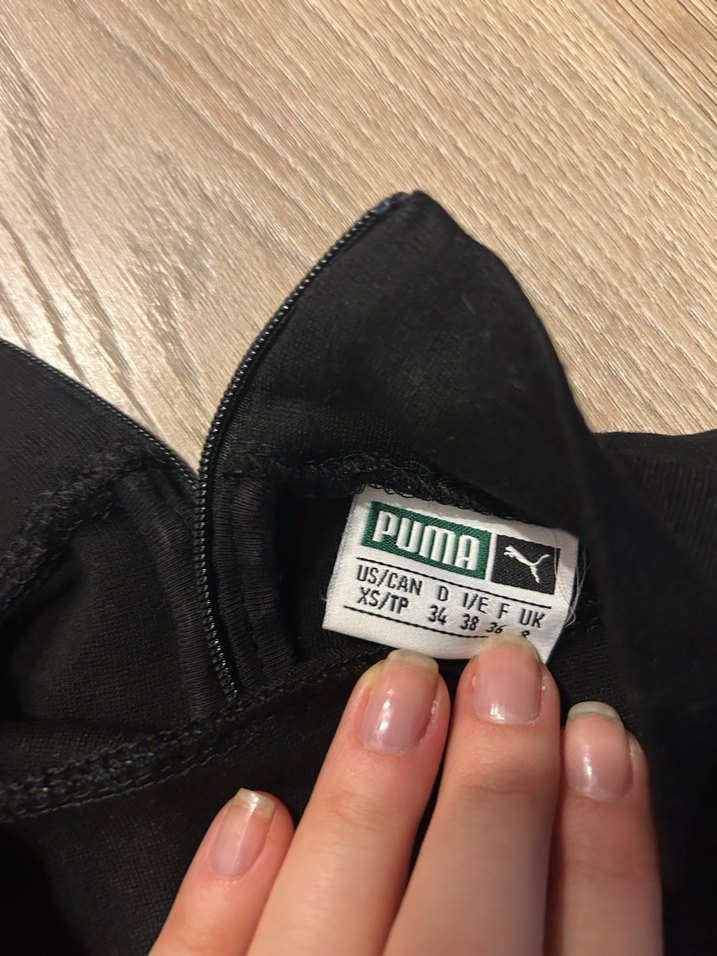 PUMA
US/CAN D I/E F UK
XS/TP 34 38 36 8